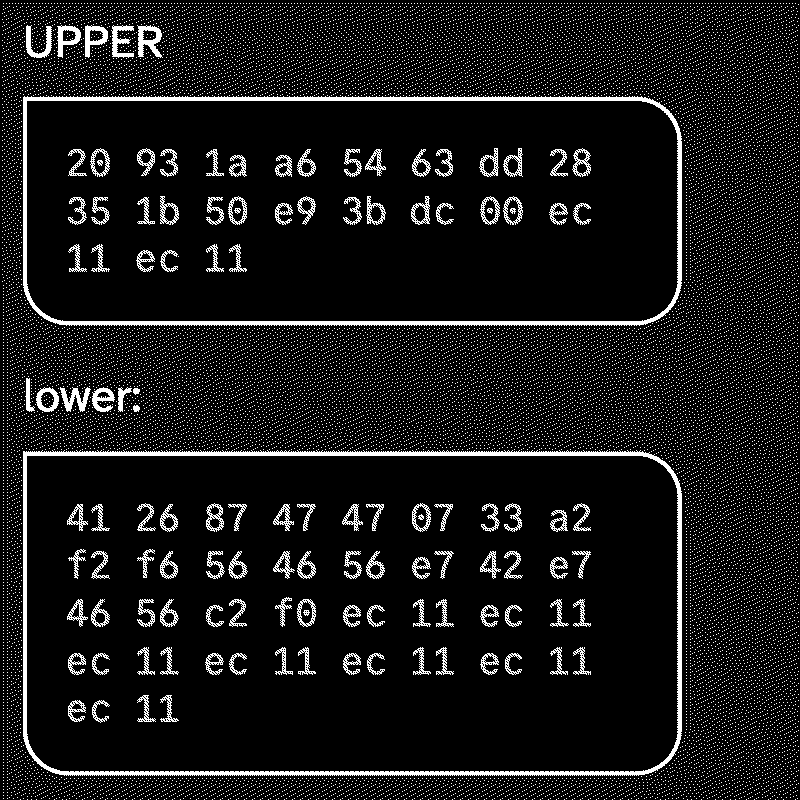 UPPER
20 93 1a a6 54 63 dd 28
35 1b 50 e9 3b dc 00 ec
11 ec 11
lower:
41 26 87 47 47 07 33 a2
f2 f6 56 46 56 e7 42 e7
46 56 c2 f0 ec 11 ec 11
ec 11 ec 11 ec 11 ec 11
ec 11